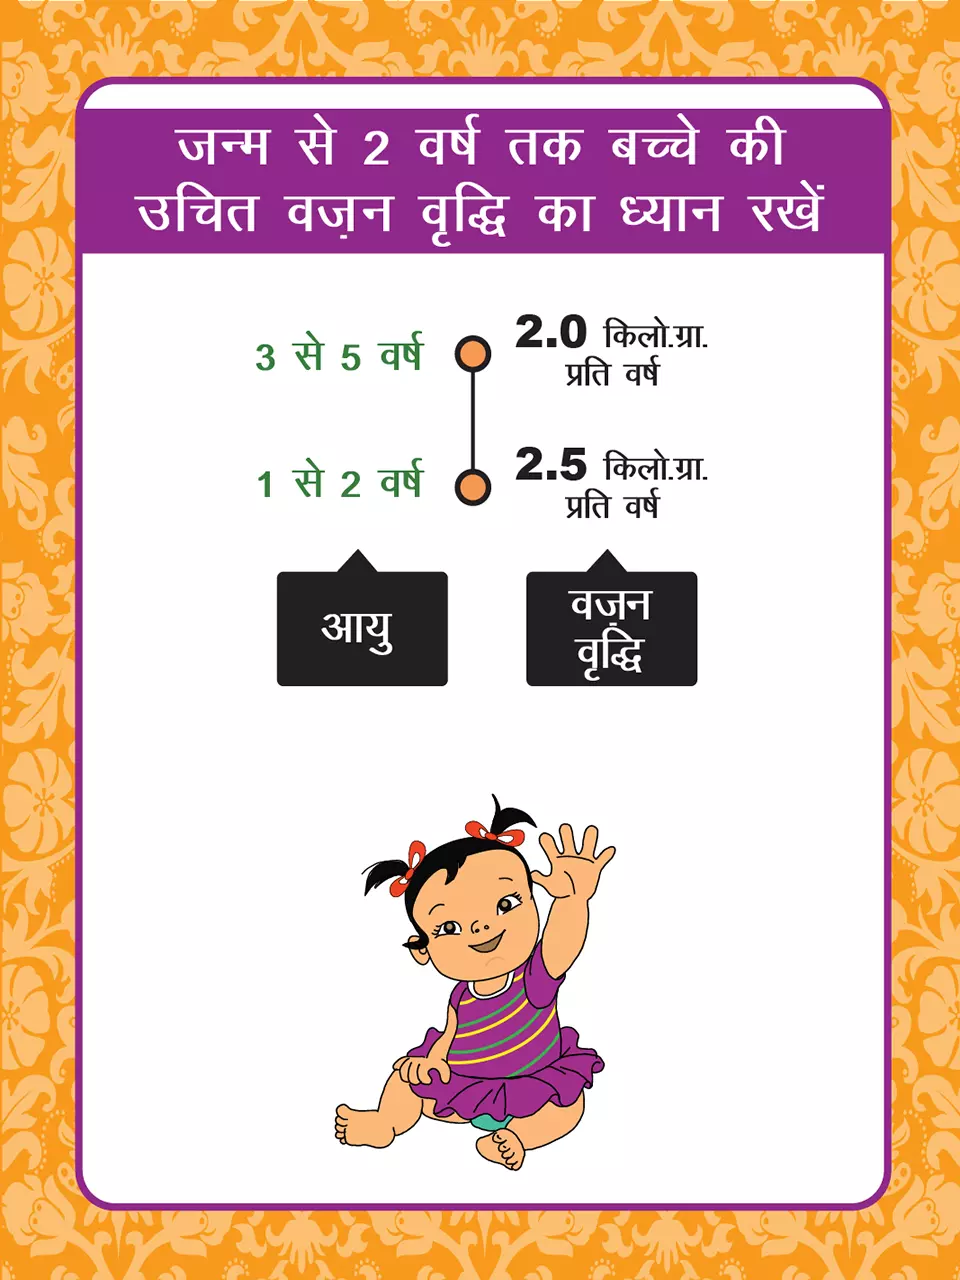 जन्म से 2 वर्ष तक बच्चे की
उचित वज़न वृद्धि का ध्यान रखें
3 से 5 वर्ष
2.0 किलो.ग्रा.
प्रति वर्ष
1 से 2 वर्ष
2.5 किलो.ग्रा.
प्रति वर्ष
आयु
वज़न
वृद्धि